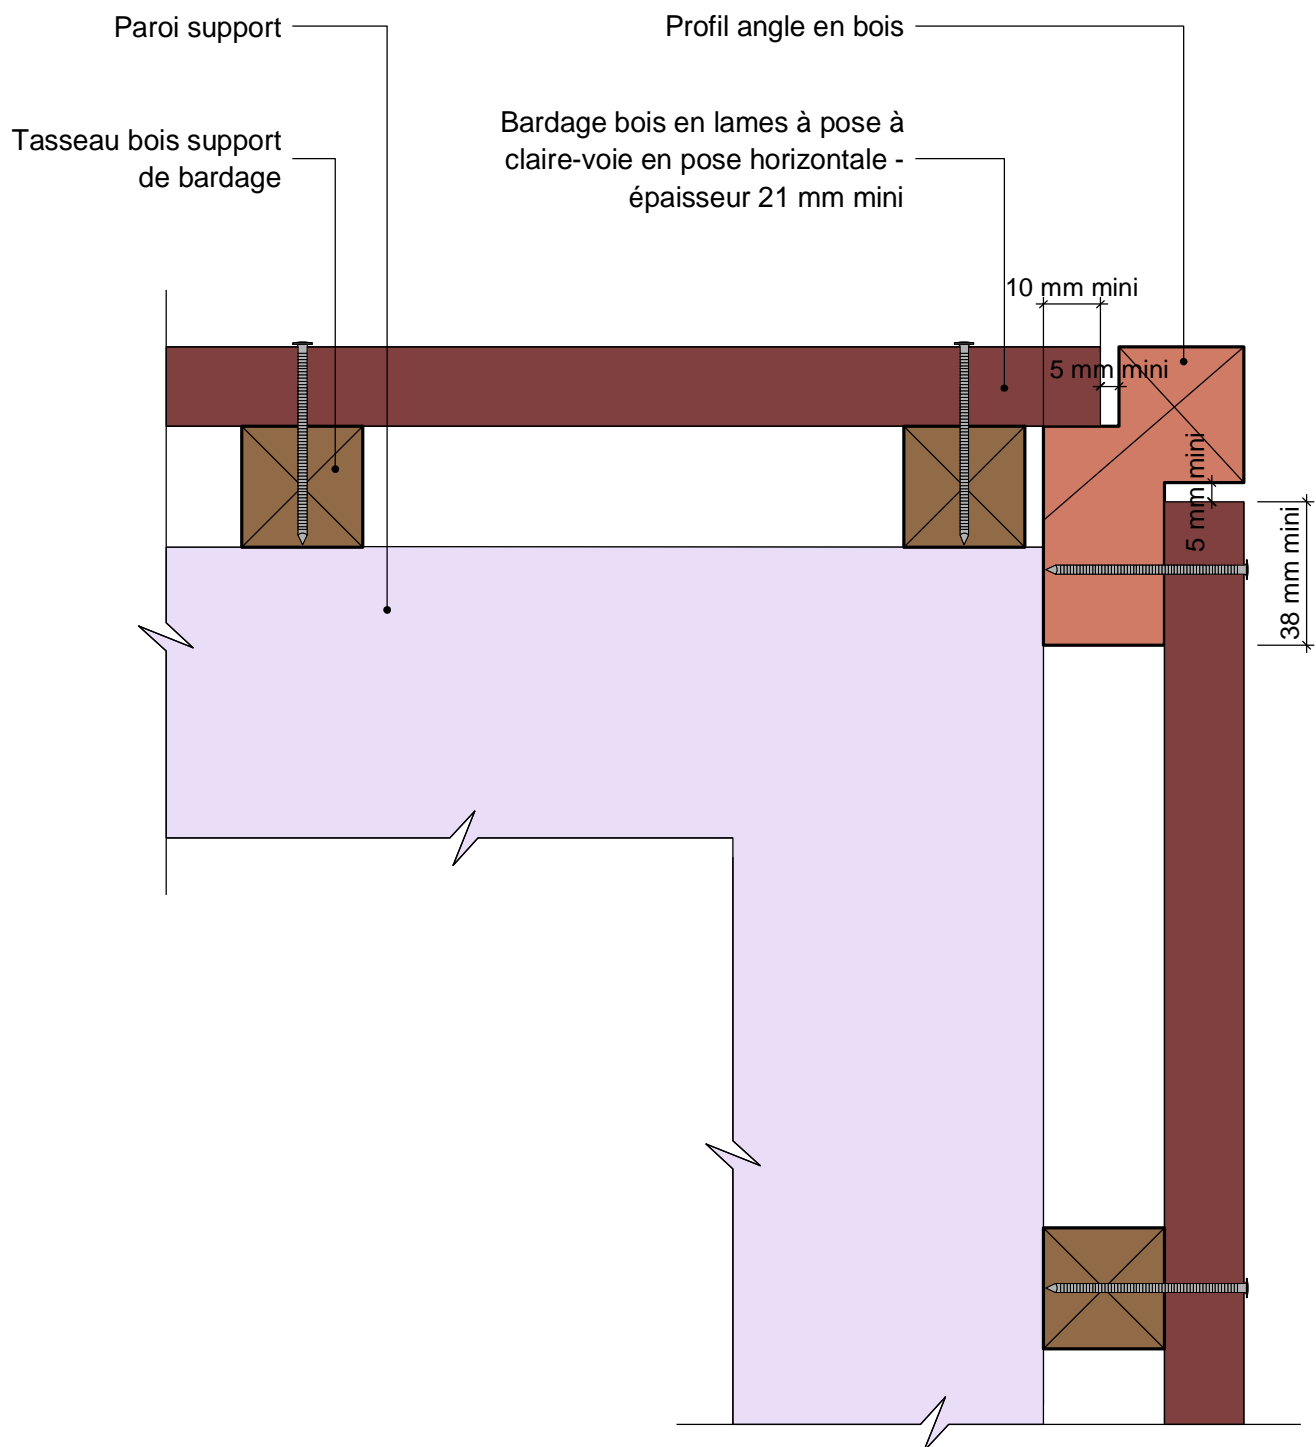 Paroi support
Profil angle en bois
Tasseau bois support
de bardage
Bardage bois en lames à pose à
claire-voie en pose horizontale -
épaisseur 21 mm mini
10 mm mini
5 mm mini
5 mm mini
38 mm mini